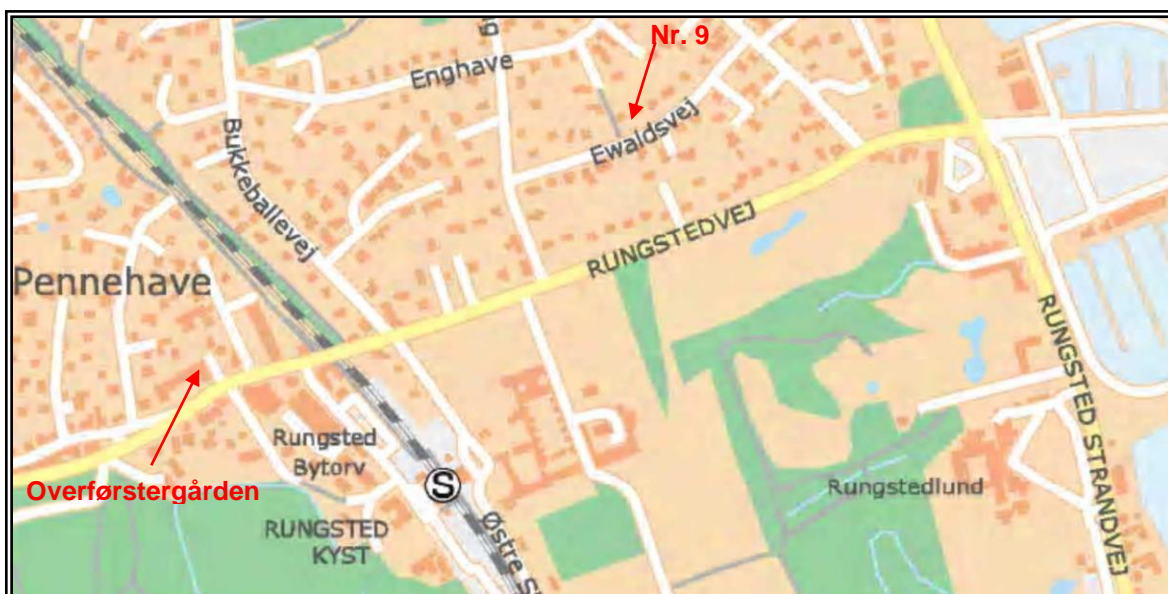 Nr. 9
Enghave
Ewaldsvej
Bukkeballevej
RUNGSTEDVEJ
Pennehave
RUNGSTED STRANDVEJ
Rungsted
Bytorv
Overførstergården
S
Rungstedlund
RUNGSTED
KYST
Østre